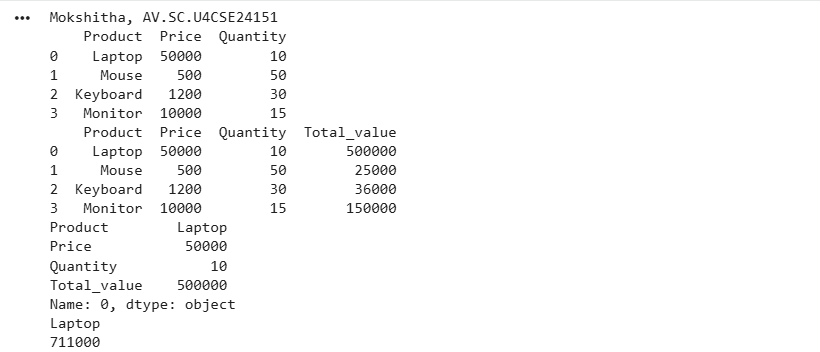 Mokshitha, AV.SC.U4CSE24151
Product Price Quantity
0 Laptop 50000 10
1 Mouse 500 50
2 Keyboard 1200 30
3 Monitor 10000 15
Product Price Quantity Total_value
0 Laptop 50000 10 500000
1 Mouse 500 50 25000
2 Keyboard 1200 30 36000
3 Monitor 10000 15 150000
Product Laptop
Price 50000
Quantity 10
Total_value 500000
Name: 0, dtype: object
Laptop
711000